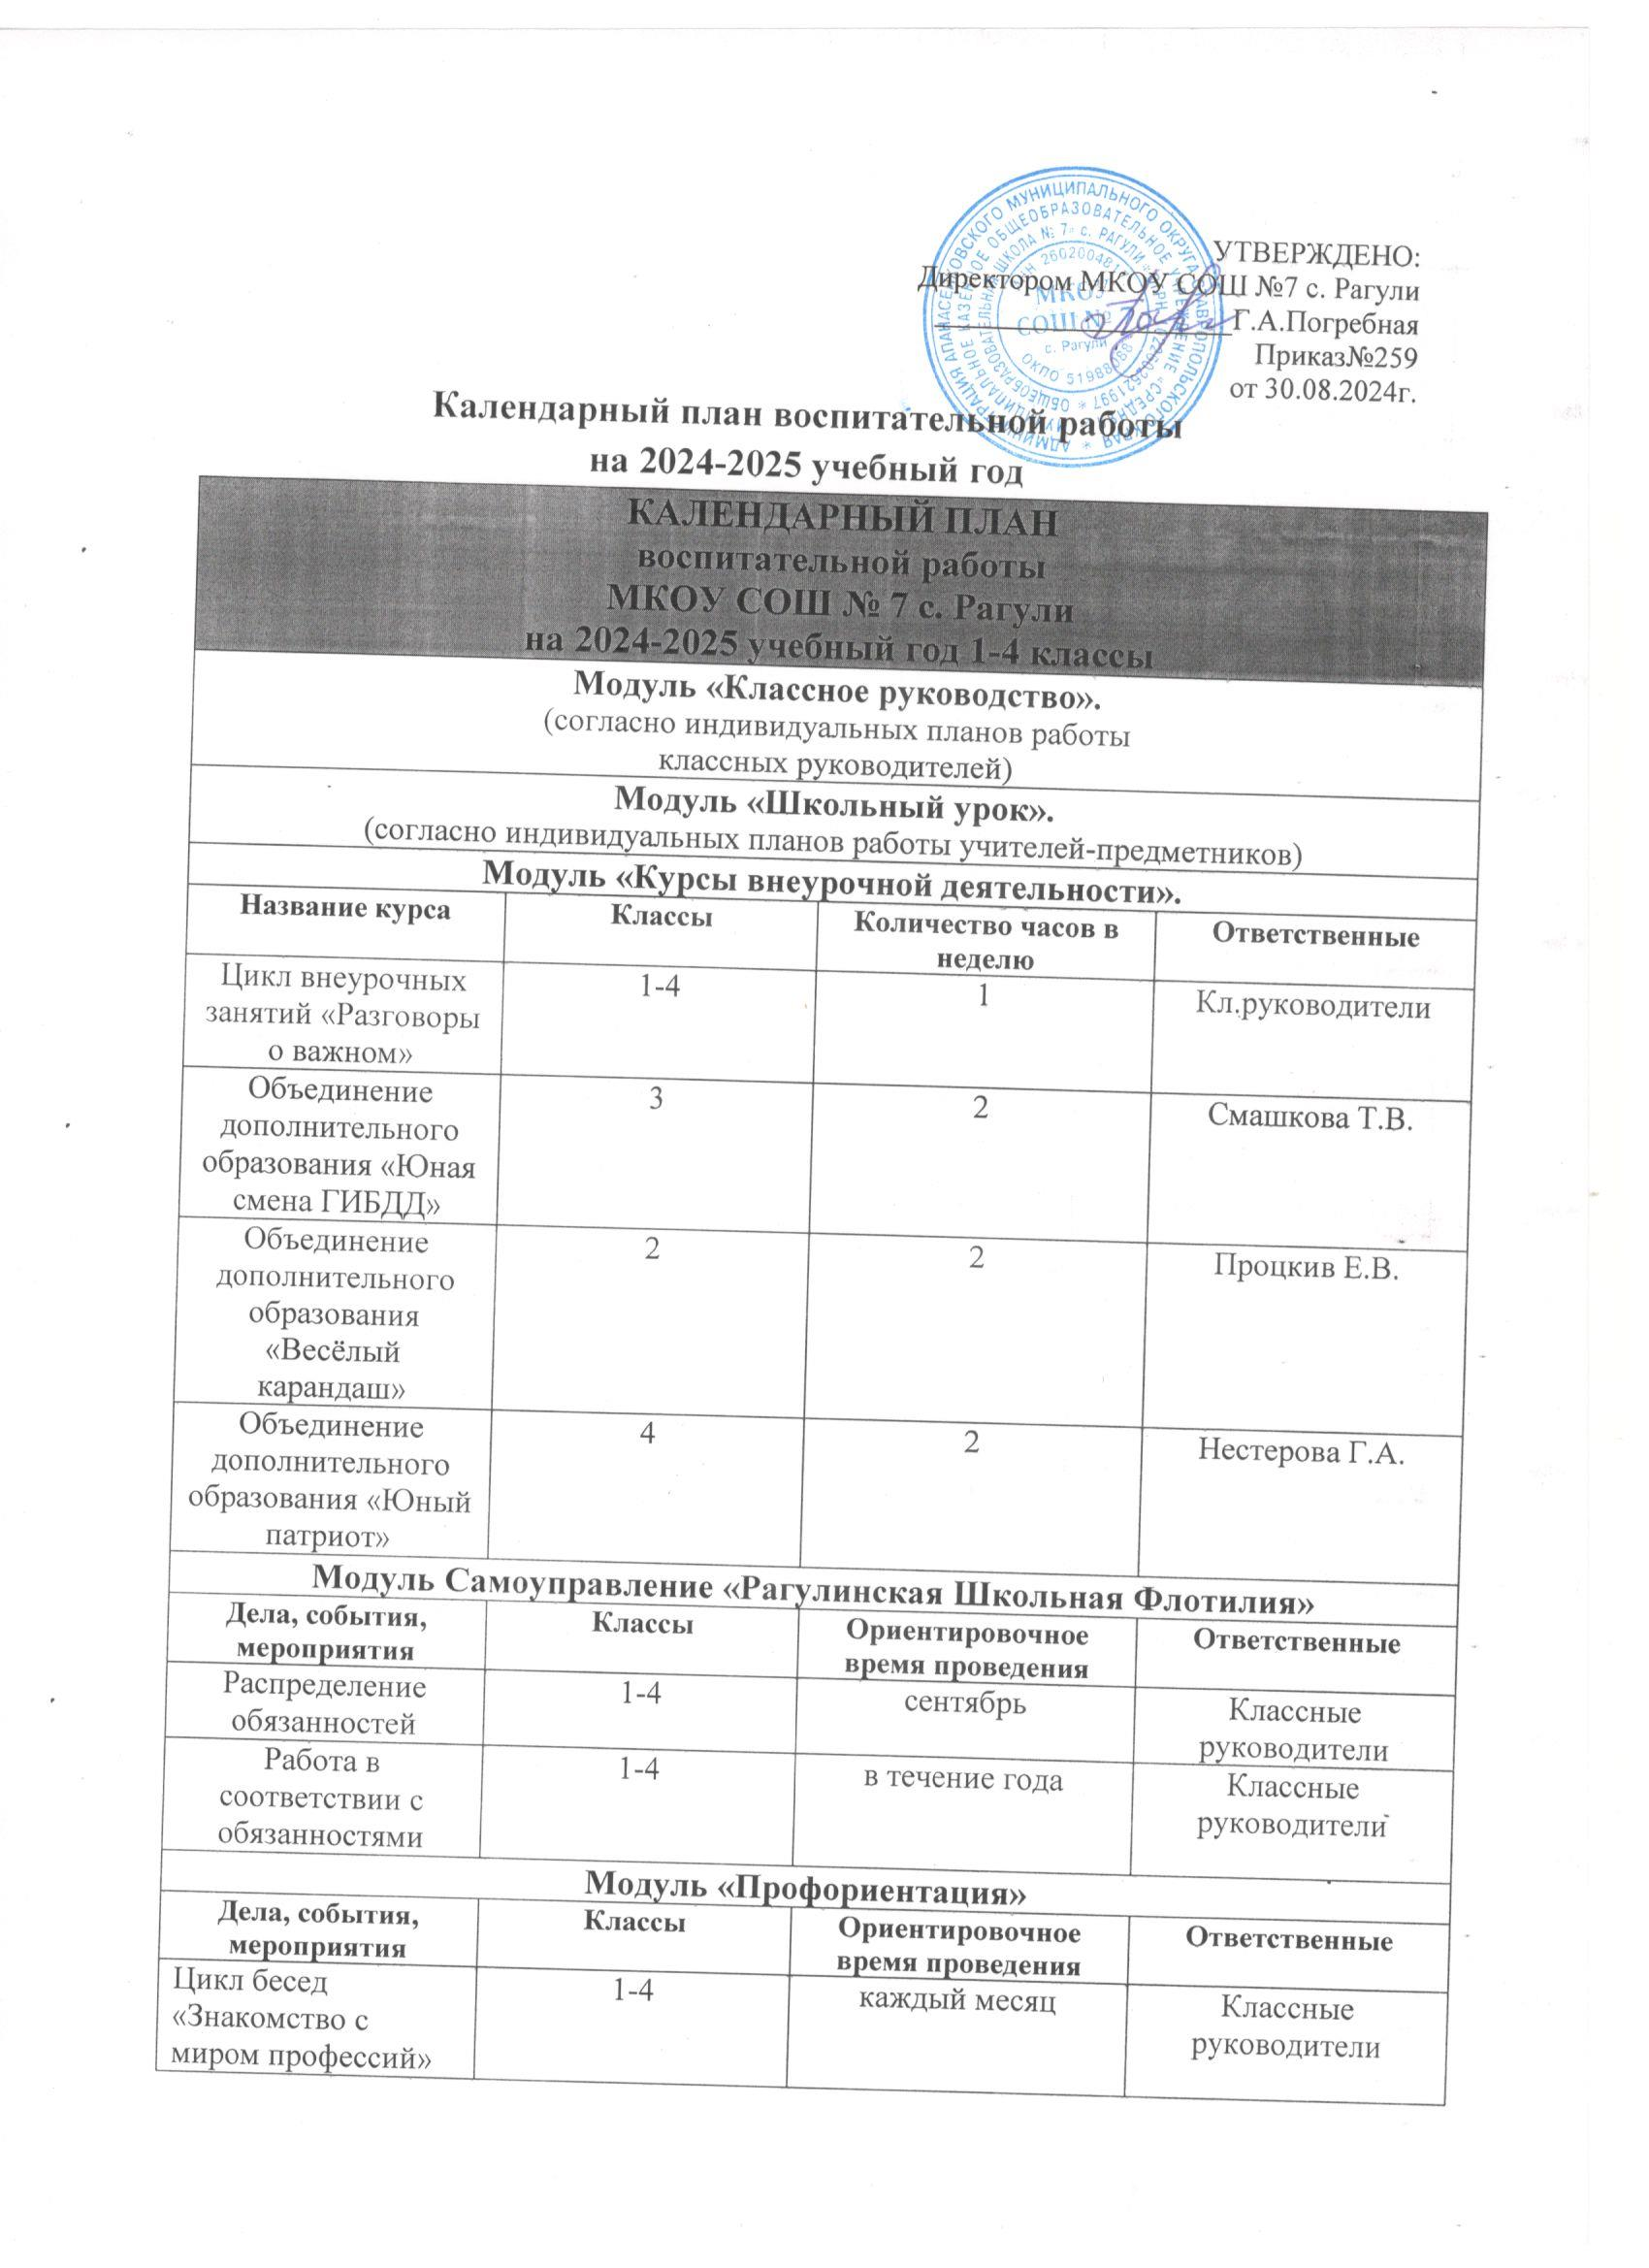 УТВЕРЖДЕНО:
Директором МКОУ СОШ №7 с. Рагули
Г.А.Погребная
Приказ№259
от 30.08.2024г.
МКОУ
СОШ № 7
с. Рагули
Календарный план воспитательной работы
на 2024-2025 учебный год
КАЛЕНДАРНЫЙ ПЛАН
воспитательной работы
МКОУ СОШ № 7 с. Рагули
на 2024-2025 учебный год 1-4 классы
Модуль «Классное руководство».
(согласно индивидуальных планов работы
классных руководителей)
Модуль «Школьный урок».
(согласно индивидуальных планов работы учителей-предметников)
Модуль «Курсы внеурочной деятельности».
Название курса
Классы
Количество часов в
неделю
Ответственные
Цикл внеурочных
занятий «Разговоры
о важном»
1-4
1
Кл.руководители
Объединение
дополнительного
образования «Юная
смена ГИБДД»
3
2
Смашкова Т.В.
Объединение
дополнительного
образования
«Весёлый
карандаш»
2
2
Процкив Е.В.
Объединение
дополнительного
образования «Юный
патриот»
4
2
Нестерова Г.А.
Модуль Самоуправление «Рагулинская Школьная Флотилия»
Дела, события,
мероприятия
Классы
Ориентировочное
время проведения
Ответственные
Распределение
обязанностей
1-4
сентябрь
Классные
руководители
Работа в
соответствии с
обязанностями
1-4
в течение года
Классные
руководители
Модуль «Профориентация»
Дела, события,
мероприятия
Классы
Ориентировочное
время проведения
Ответственные
Цикл бесед
«Знакомство с
миром профессий»
1-4
каждый месяц
Классные
руководители